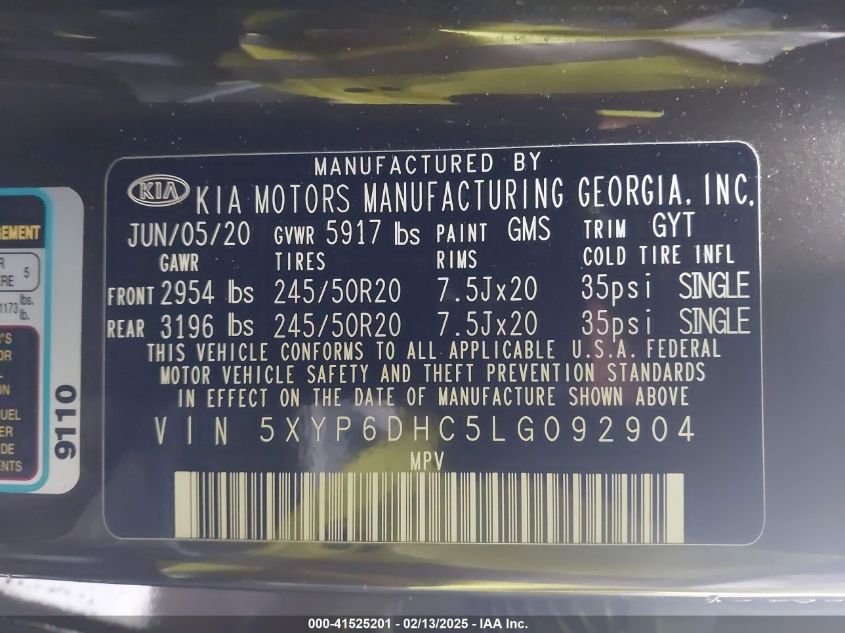 MANUFACTURED BY
KIA KIA MOTORS MANUFACTURING GEORGIA, INC.
JUN/05/20 GVWR 5917 lbs PAINT GMS TRIM GYT
GAWR TIRES RIMS COLD TIRE INFL
FRONT 2954 lbs 245/50R20 7.5Jx20 35psi SINGLE
REAR 3196 lbs 245/50R20 7.5Jx20 35psi SINGLE
THIS VEHICLE CONFORMS TO ALL APPLICABLE U.S.A. FEDERAL
MOTOR VEHICLE SAFETY AND THEFT PREVENTION STANDARDS
IN EFFECT ON THE DATE OF MANUFACTURE SHOWN ABOVE
VIN 5XYP6DHC5LG092904
MPV
5
1173 lbs.
lb.
9110
000-41525201 - 02/13/2025 - IAA Inc.